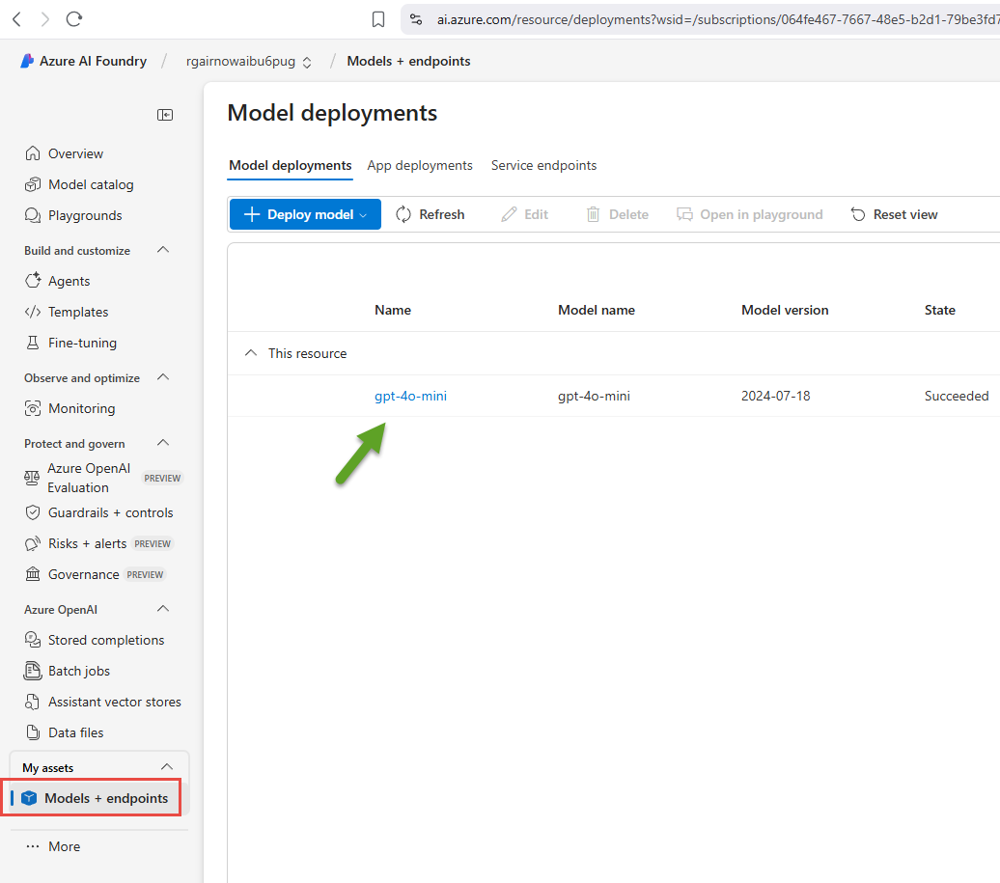 ai.azure.com/resource/deployments?wsid=/subscriptions/064fe467-7667-48e5-b2d1-79be3fd7
Azure AI Foundry / rgairnowaibu6pug / Models + endpoints
Model deployments
Model deployments App deployments Service endpoints
Deploy model Refresh Edit Delete Open in playground Reset view
Name Model name Model version State
This resource
gpt-4o-mini gpt-4o-mini 2024-07-18 Succeeded
Overview
Model catalog
Playgrounds
Build and customize
Agents
Templates
Fine-tuning
Observe and optimize
Monitoring
Protect and govern
Azure OpenAI
Evaluation PREVIEW
Guardrails + controls
Risks + alerts PREVIEW
Governance PREVIEW
Azure OpenAI
Stored completions
Batch jobs
Assistant vector stores
Data files
My assets
Models + endpoints
More